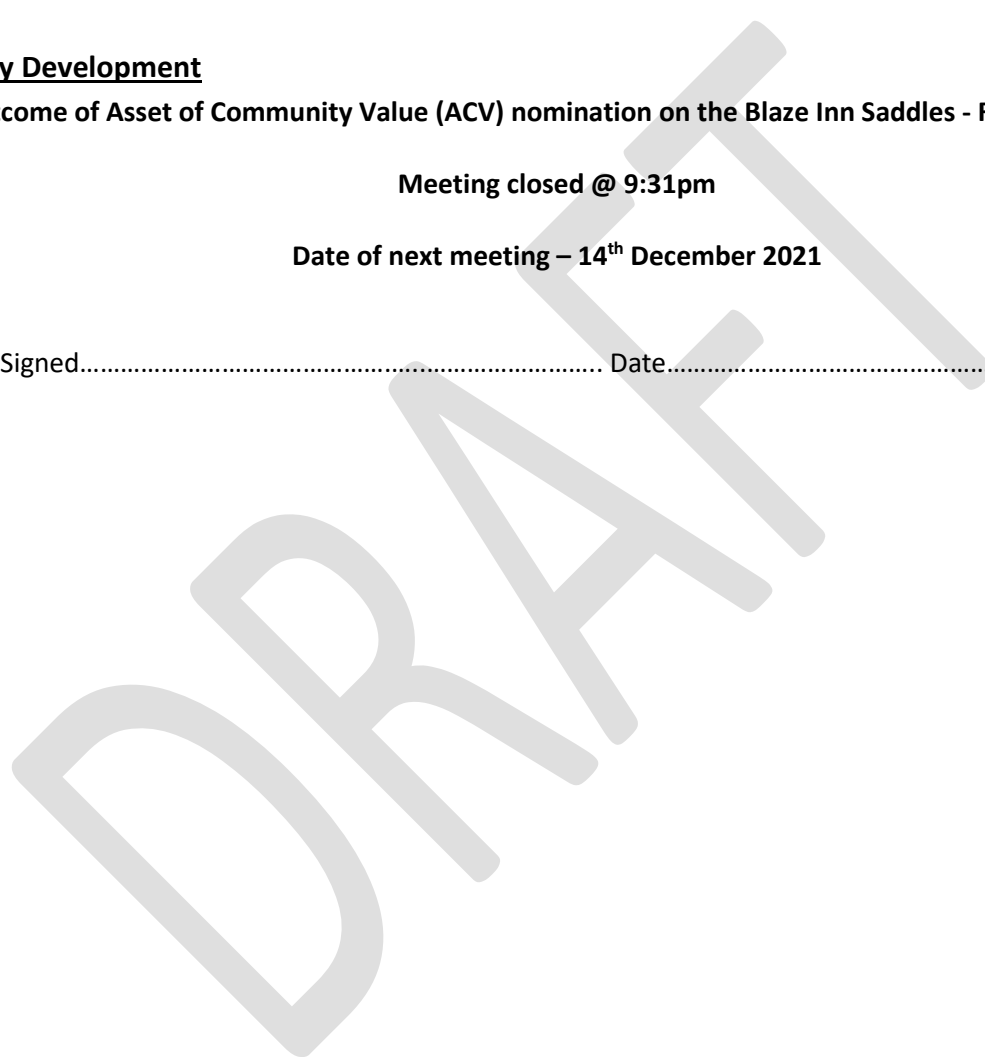 y Development
come of Asset of Community Value (ACV) nomination on the Blaze Inn Saddles - F
Meeting closed @ 9:31pm
Date of next meeting – 14th December 2021
Signed…………………………………………..…………………….. Date……………………………………….
DRAFT